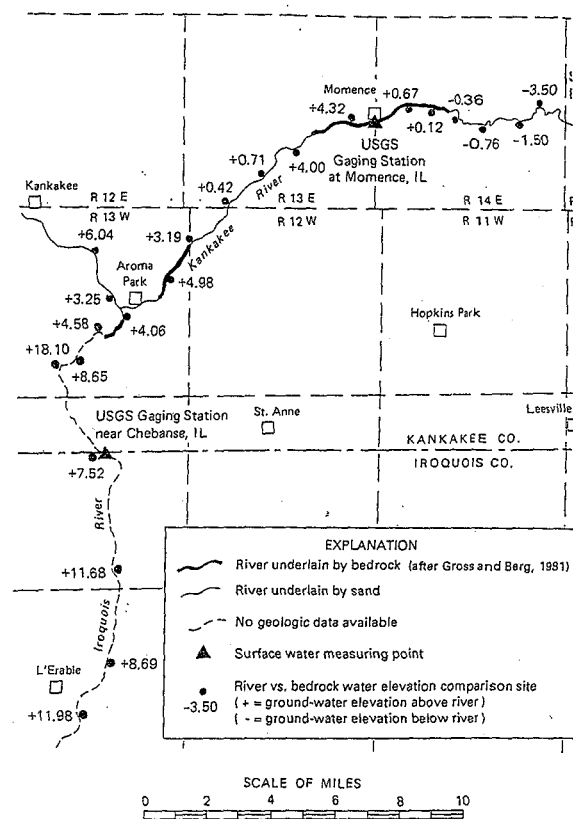 Momence
+0.67
-0.36
-3.50
+4.32
+0.12
-0.76
-1.50
USGS
Gaging Station
at Momence, IL
+4.00
+0.71
+0.42
River
Kankakee
R 12 E
R 13 W
R 13 E
R 12 W
R 14 E
R 11 W
+6.04
+3.19
Kankakee
Aroma
Park
+4.98
+3.25
+4.58
+4.06
Hopkins Park
+18.10
+8.65
USGS Gaging Station
near Chebanse, IL
St. Anne
Leesville
KANKAKEE CO.
IROQUOIS CO.
+7.52
River
+11.68
Iroquois
L'Erable
+8.69
+11.98
EXPLANATION
River underlain by bedrock (after Gross and Berg, 1981)
River underlain by sand
No geologic data available
Surface water measuring point
-3.50
River vs. bedrock water elevation comparison site
( + = ground-water elevation above river )
( - = ground-water elevation below river )
SCALE OF MILES
0 2 4 6 8 10